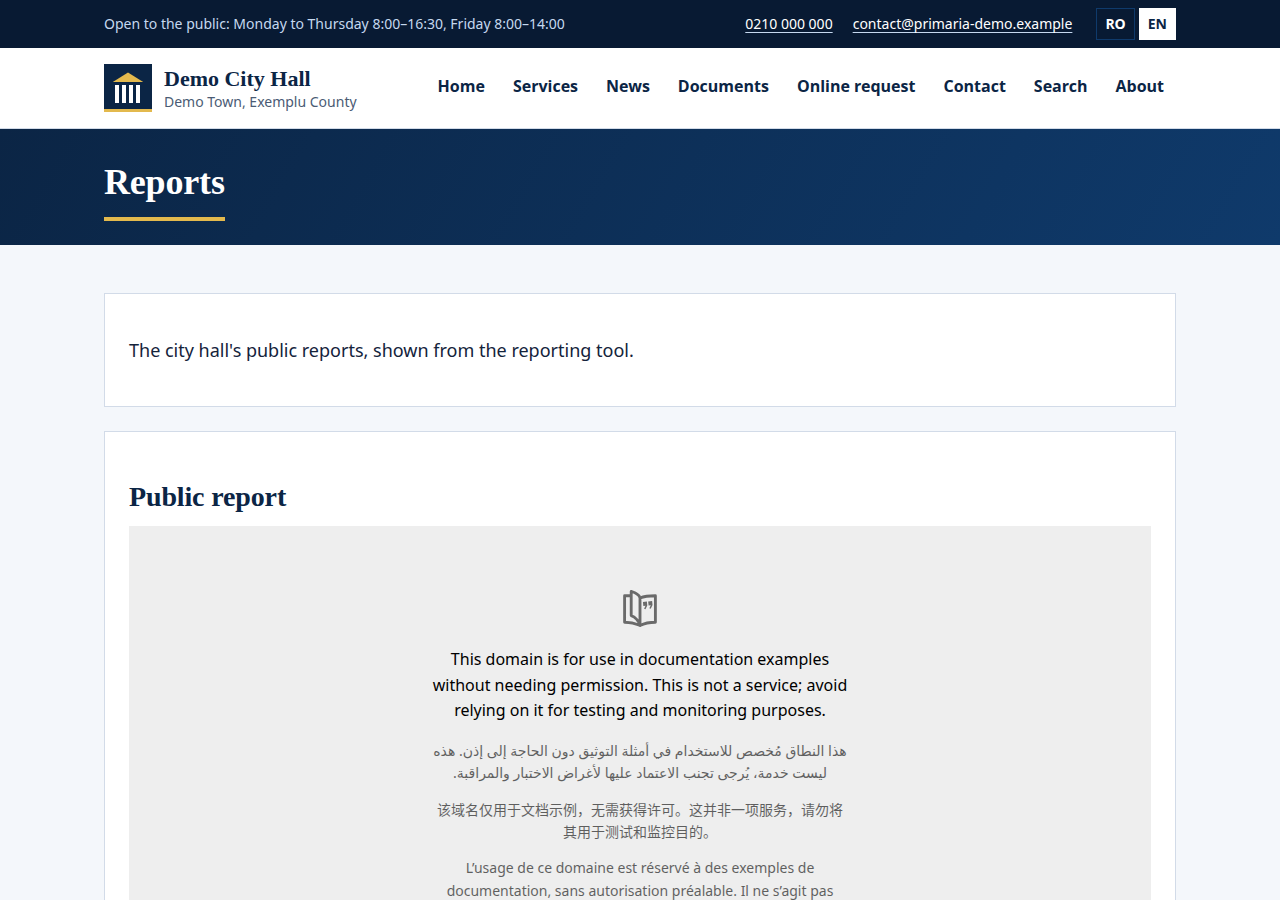 Open to the public: Monday to Thursday 8:00–16:30, Friday 8:00–14:00
0210 000 000
contact@primaria-demo.example
RO
EN
Demo City Hall
Demo Town, Exemplu County
Home
Services
News
Documents
Online request
Contact
Search
About
Reports
The city hall's public reports, shown from the reporting tool.
Public report
This domain is for use in documentation examples
without needing permission. This is not a service; avoid
relying on it for testing and monitoring purposes.
هذا النطاق مُخصص للاستخدام في أمثلة التوثيق دون الحاجة إلى إذن. هذه
ليست خدمة، يُرجى تجنب الاعتماد عليها لأغراض الاختبار والمراقبة.
该域名仅用于文档示例，无需获得许可。这并非一项服务，请勿将
其用于测试和监控目的。
L’usage de ce domaine est réservé à des exemples de
documentation, sans autorisation préalable. Il ne s’agit pas